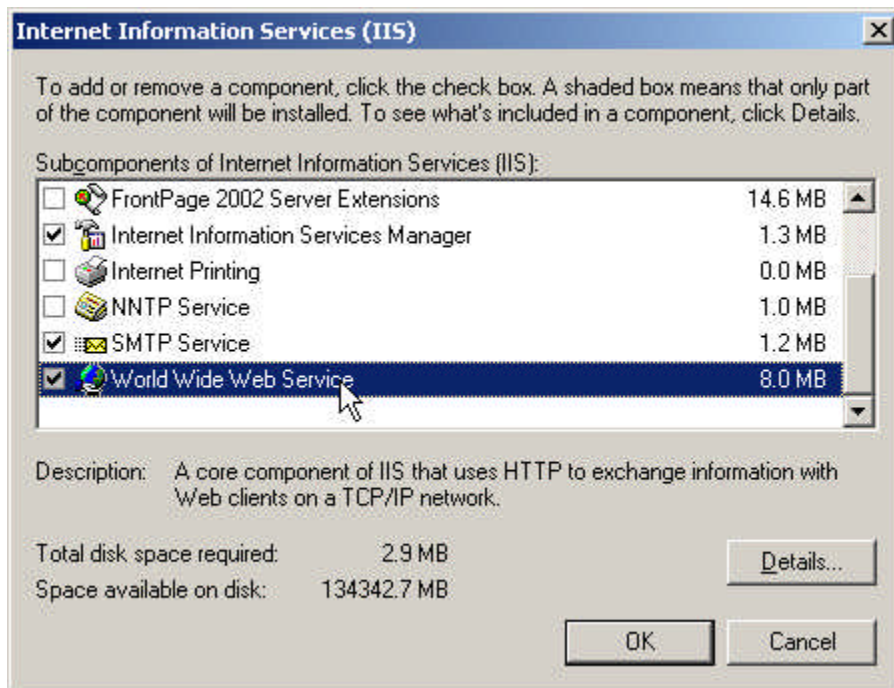 Internet Information Services (IIS)
To add or remove a component, click the check box. A shaded box means that only part
of the component will be installed. To see what's included in a component, click Details.
Subcomponents of Internet Information Services (IIS):
FrontPage 2002 Server Extensions 14.6 MB
Internet Information Services Manager 1.3 MB
Internet Printing 0.0 MB
NNTP Service 1.0 MB
SMTP Service 1.2 MB
World Wide Web Service 8.0 MB
Description: A core component of IIS that uses HTTP to exchange information with
Web clients on a TCP/IP network.
Total disk space required: 2.9 MB
Space available on disk: 134342.7 MB
Details...
OK Cancel